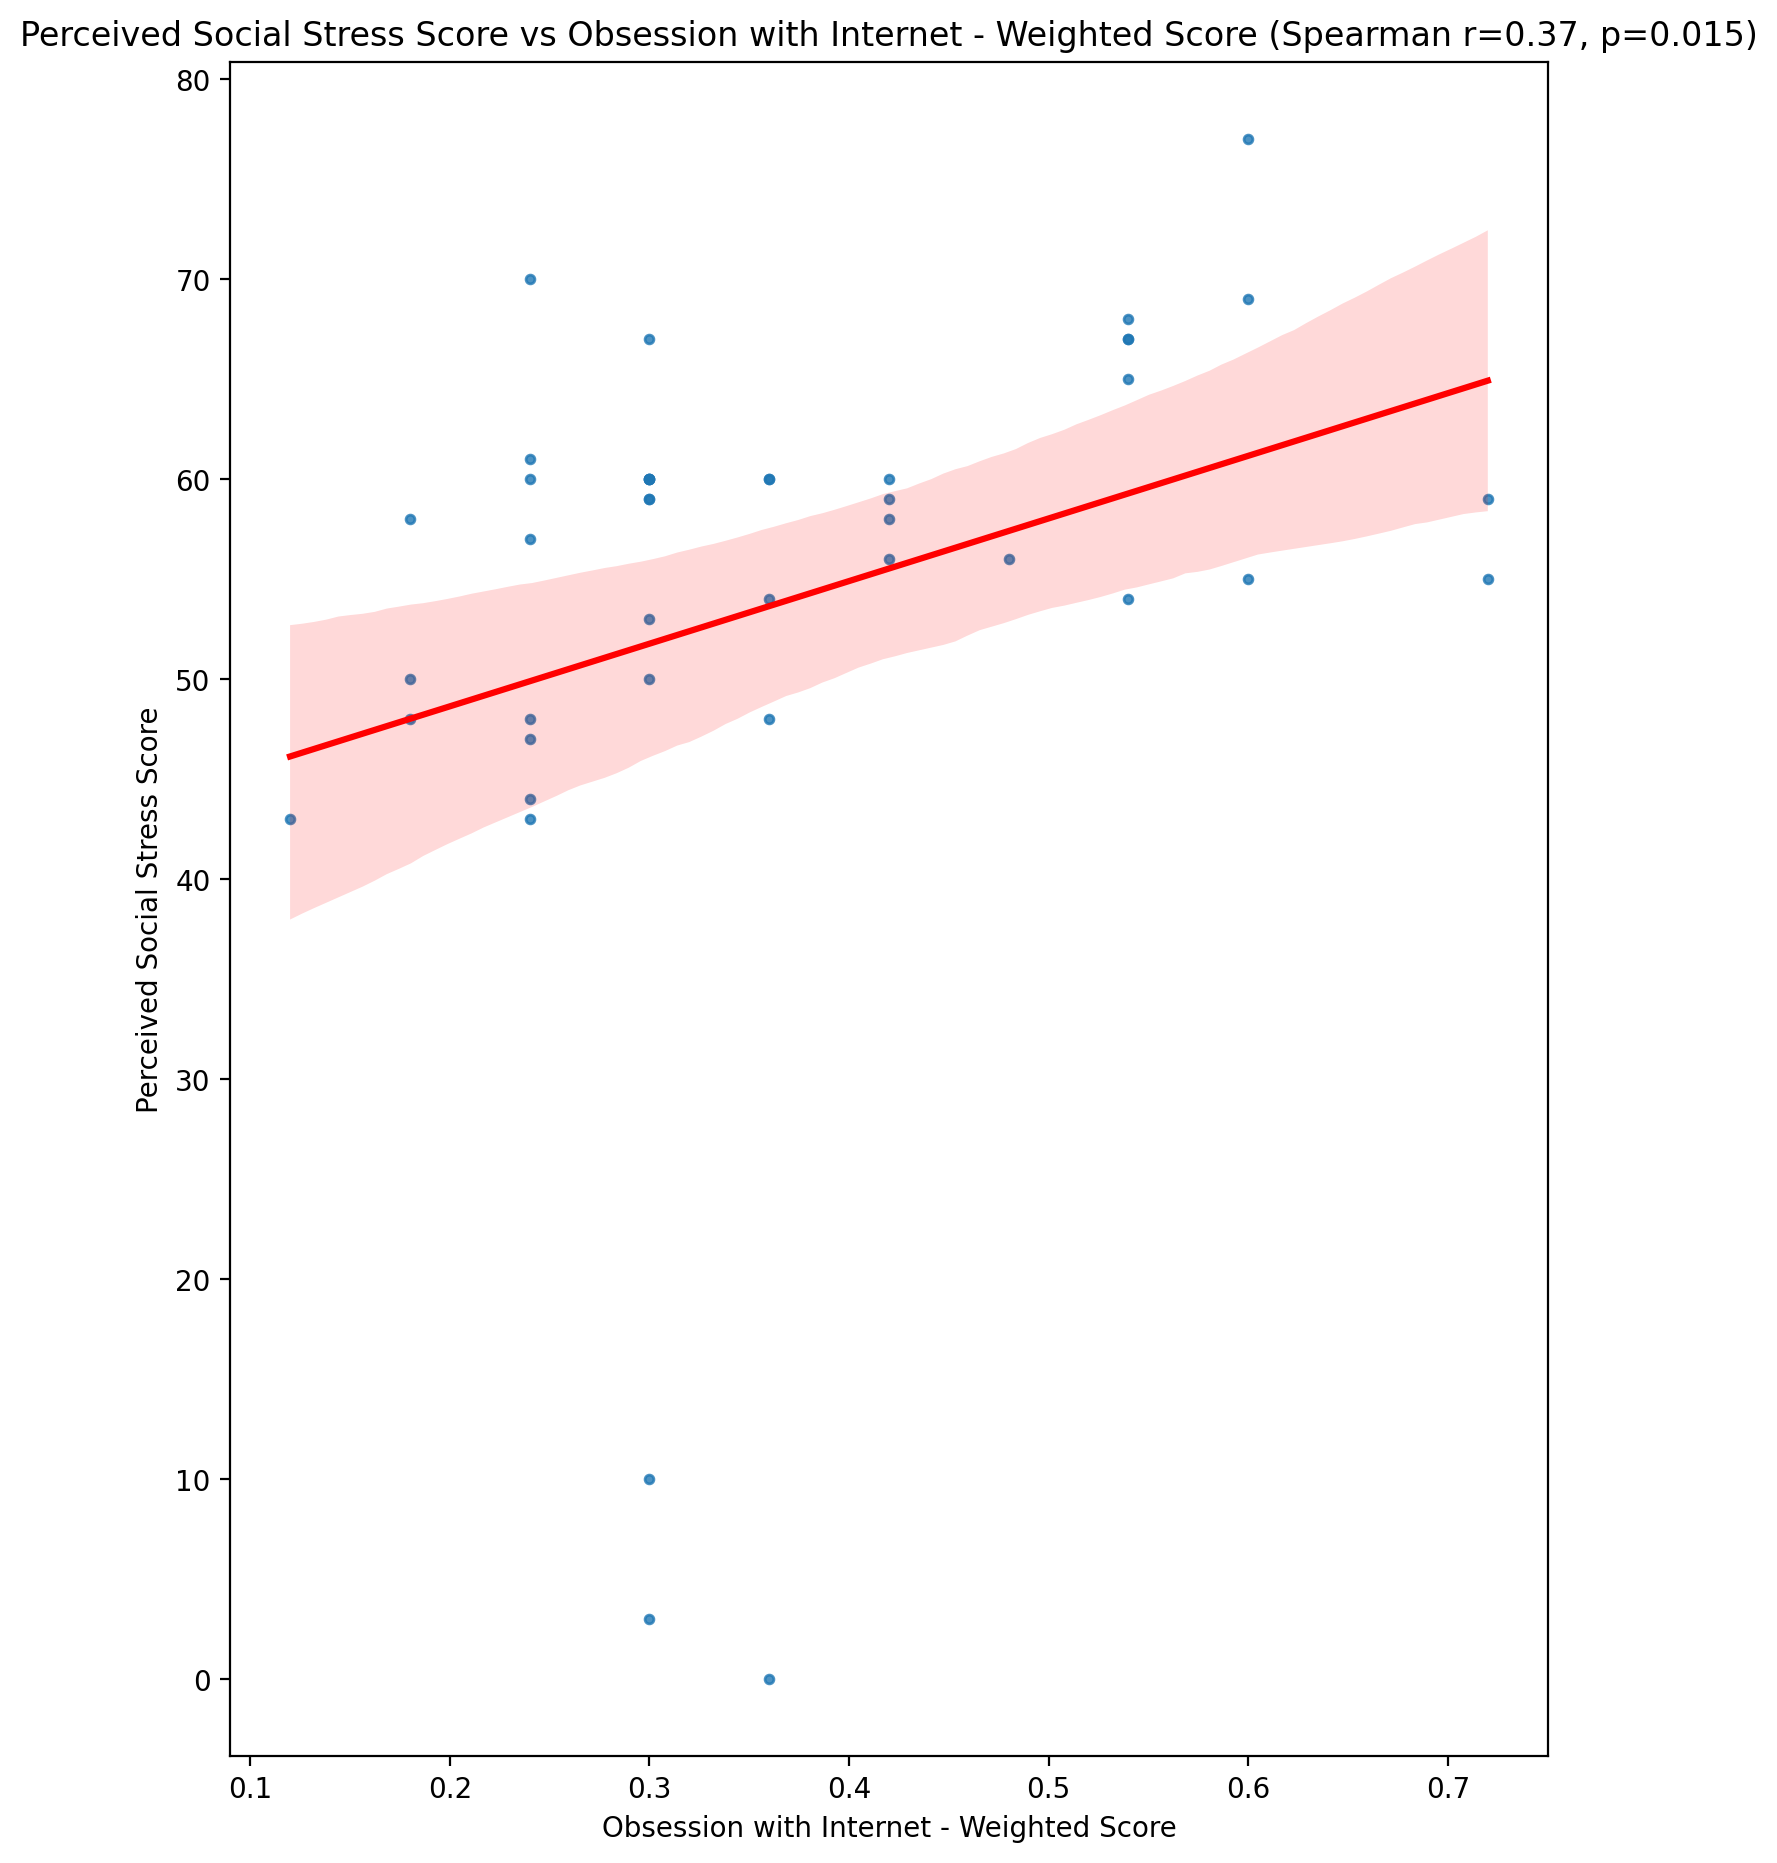 Perceived Social Stress Score vs Obsession with Internet - Weighted Score (Spearman r=0.37, p=0.015)
80
70
60
50
40
30
20
10
0
Perceived Social Stress Score
0.1 0.2 0.3 0.4 0.5 0.6 0.7
Obsession with Internet - Weighted Score